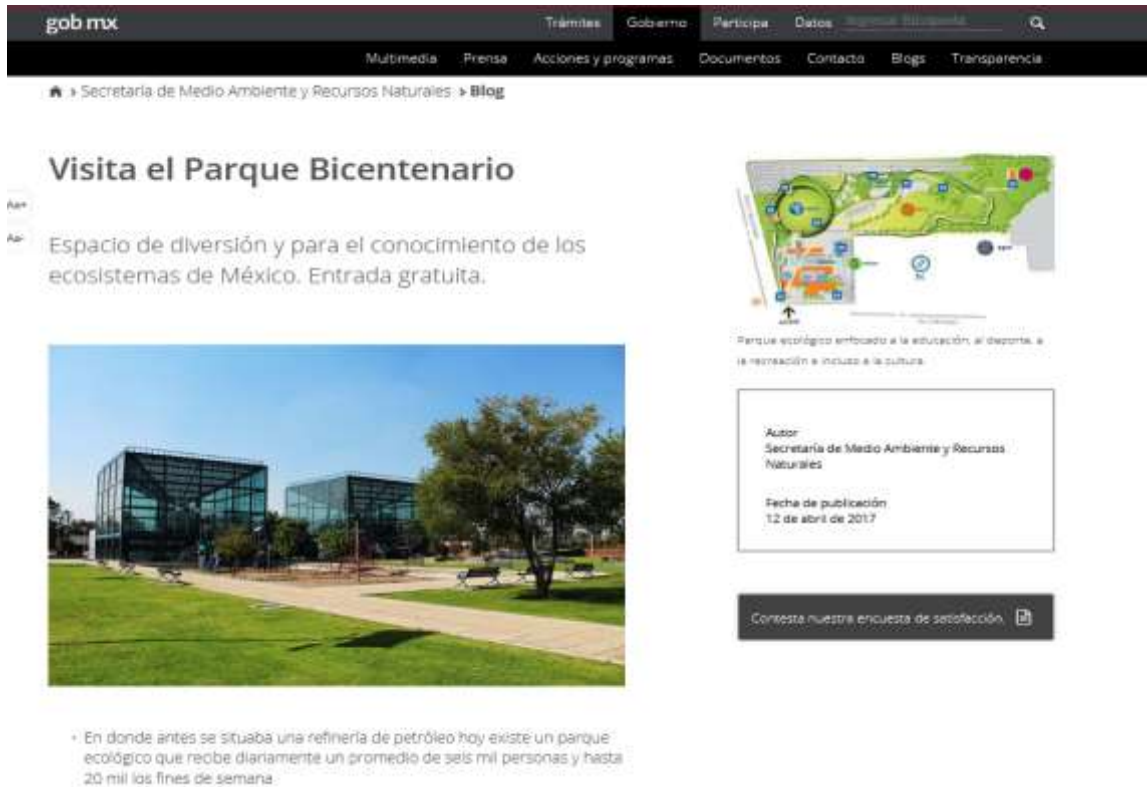 gob mx
Trámites Gobierno Participa Datos
Multimedia Prensa Acciones y programas Documentos Contacto Blogs Transparencia
> Secretaría de Medio Ambiente y Recursos Naturales > Blog
Visita el Parque Bicentenario
Espacio de diversión y para el conocimiento de los
ecosistemas de México. Entrada gratuita.
• En donde antes se situaba una refinería de petróleo hoy existe un parque
ecológico que recibe diariamente un promedio de seis mil personas y hasta
20 mil los fines de semana
Parque ecológico enfocado a la educación, al deporte, a
la recreación e incluso a la cultura.
Autor
Secretaría de Medio Ambiente y Recursos
Naturales
Fecha de publicación
12 de abril de 2017
Contesta nuestra encuesta de satisfacción.